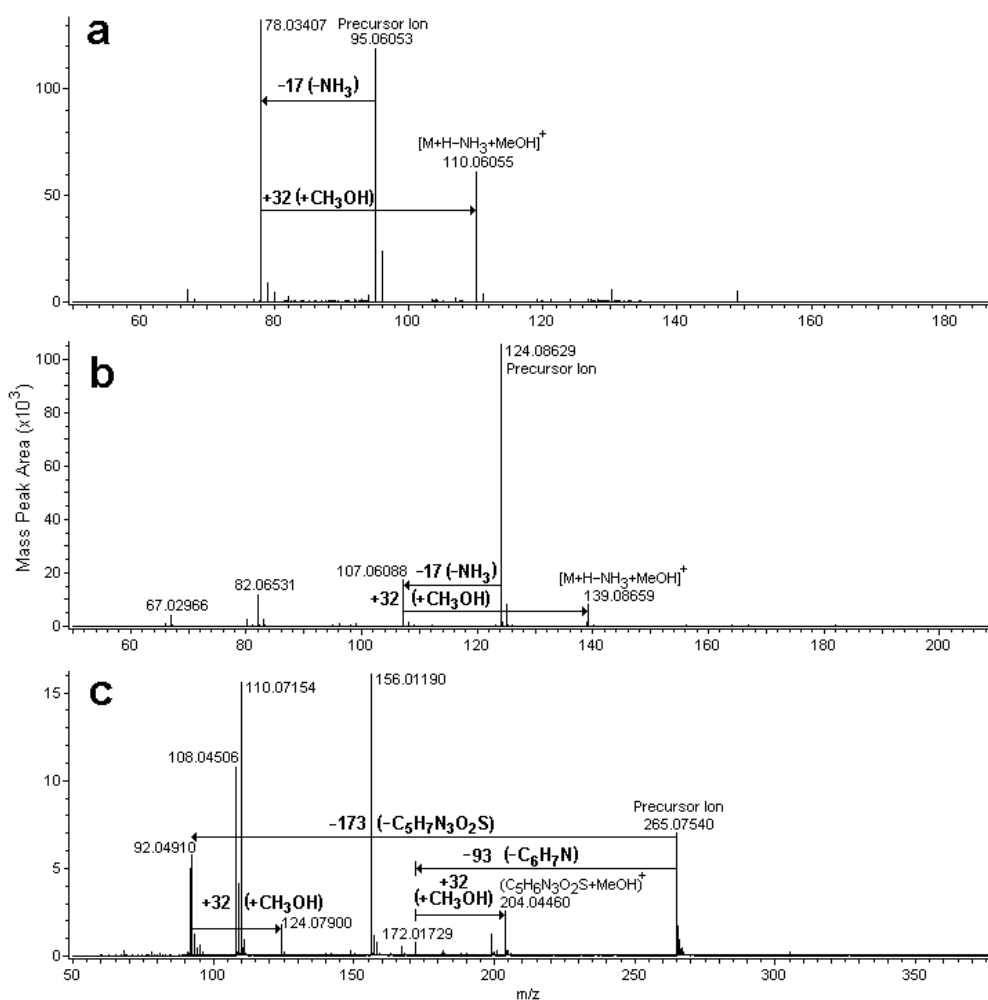 a
78.03407 Precursor Ion
95.06053
−17 (−NH3)
[M+H−NH3+MeOH]+
110.06055
+32 (+CH3OH)
100
50
0
60 80 100 120 140 160 180
b
124.08629
Precursor Ion
107.06088 −17 (−NH3)
[M+H−NH3+MeOH]+
139.08659
+32 (+CH3OH)
82.06531
67.02966
100
80
60
40
20
0
60 80 100 120 140 160 180 200
Mass Peak Area (x10^3)
c
110.07154
156.01190
108.04506
Precursor Ion
265.07540
−173 (−C5H7N3O2S)
92.04910
−93 (−C6H7N)
+32
(+CH3OH)
(C5H6N3O2S+MeOH)+
204.04460
+32 (+CH3OH)
124.07900
172.01729
15
10
5
0
50 100 150 200 250 300 350
m/z